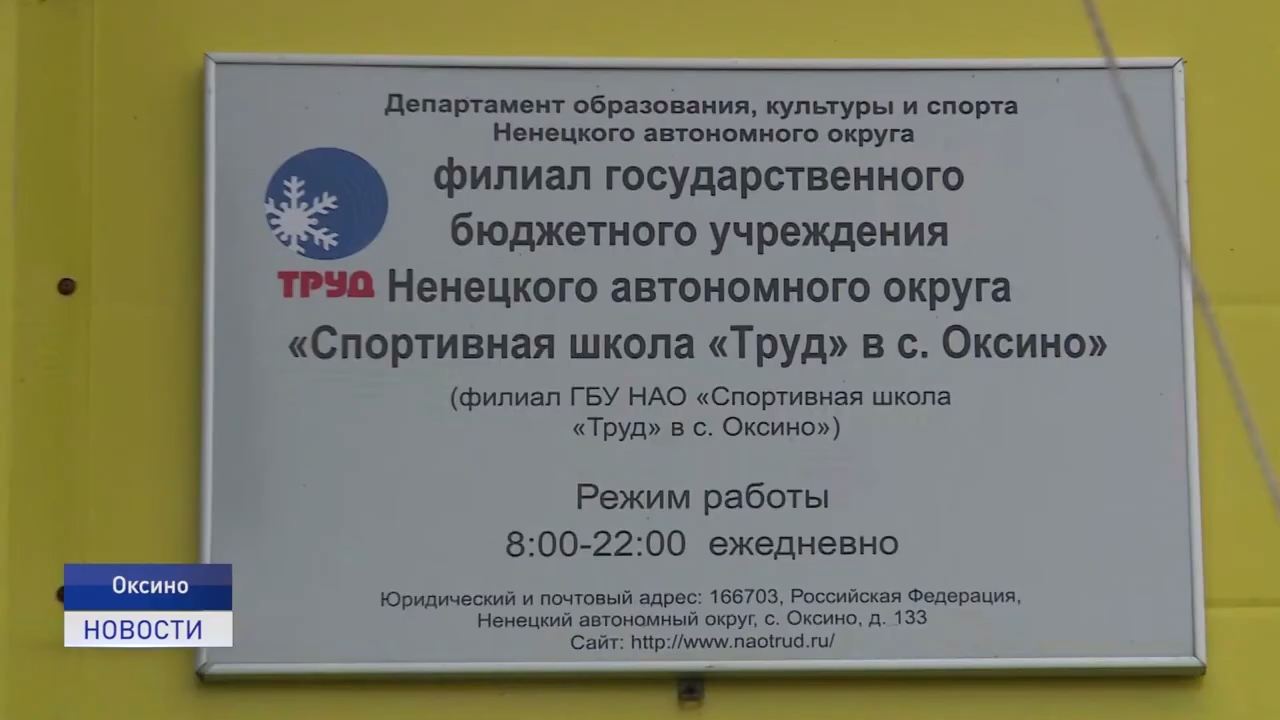 Департамент образования, культуры и спорта
Ненецкого автономного округа
филиал государственного
бюджетного учреждения
ТРУД
Ненецкого автономного округа
«Спортивная школа «Труд» в с. Оксино»
(филиал ГБУ НАО «Спортивная школа
«Труд» в с. Оксино»)
Режим работы
8:00-22:00 ежедневно
Юридический и почтовый адрес: 166703, Российская Федерация,
Ненецкий автономный округ, с. Оксино, д. 133
Сайт: http://www.naotrud.ru/
Оксино
НОВОСТИ